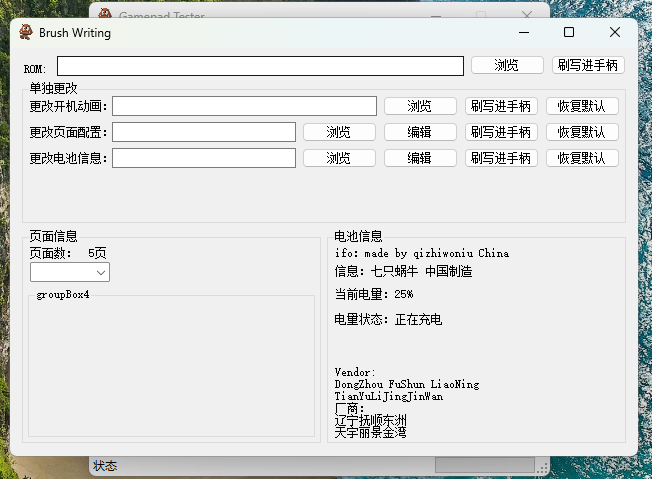 Gamepad Tester
Brush Writing
ROM: 浏览 刷写进手柄
单独更改
更改开机动画: 浏览 刷写进手柄 恢复默认
更改页面配置: 浏览 编辑 刷写进手柄 恢复默认
更改电池信息: 浏览 编辑 刷写进手柄 恢复默认
页面信息
页面数: 5页
groupBox4
电池信息
ifo: made by qizhiwoniu China
信息: 七只蜗牛 中国制造
当前电量: 25%
电量状态: 正在充电
Vendor:
DongZhou FuShun LiaoNing
TianYuLiJingJinWan
厂商:
辽宁抚顺东洲
天宇丽景金湾
状态